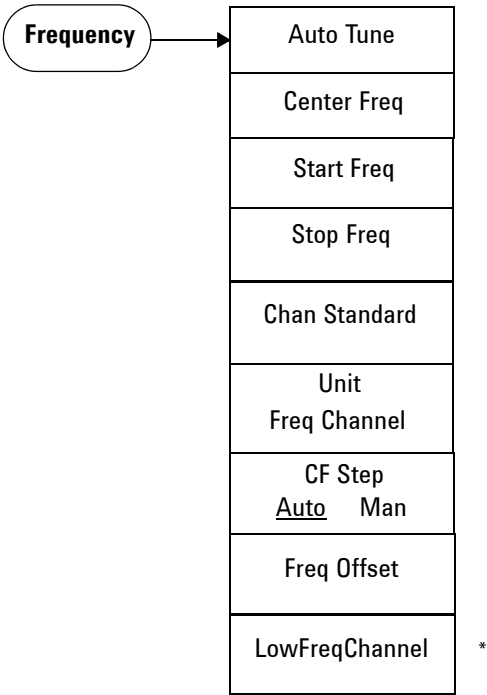 Frequency
Auto Tune
Center Freq
Start Freq
Stop Freq
Chan Standard
Unit
Freq Channel
CF Step
Auto Man
Freq Offset
LowFreqChannel *